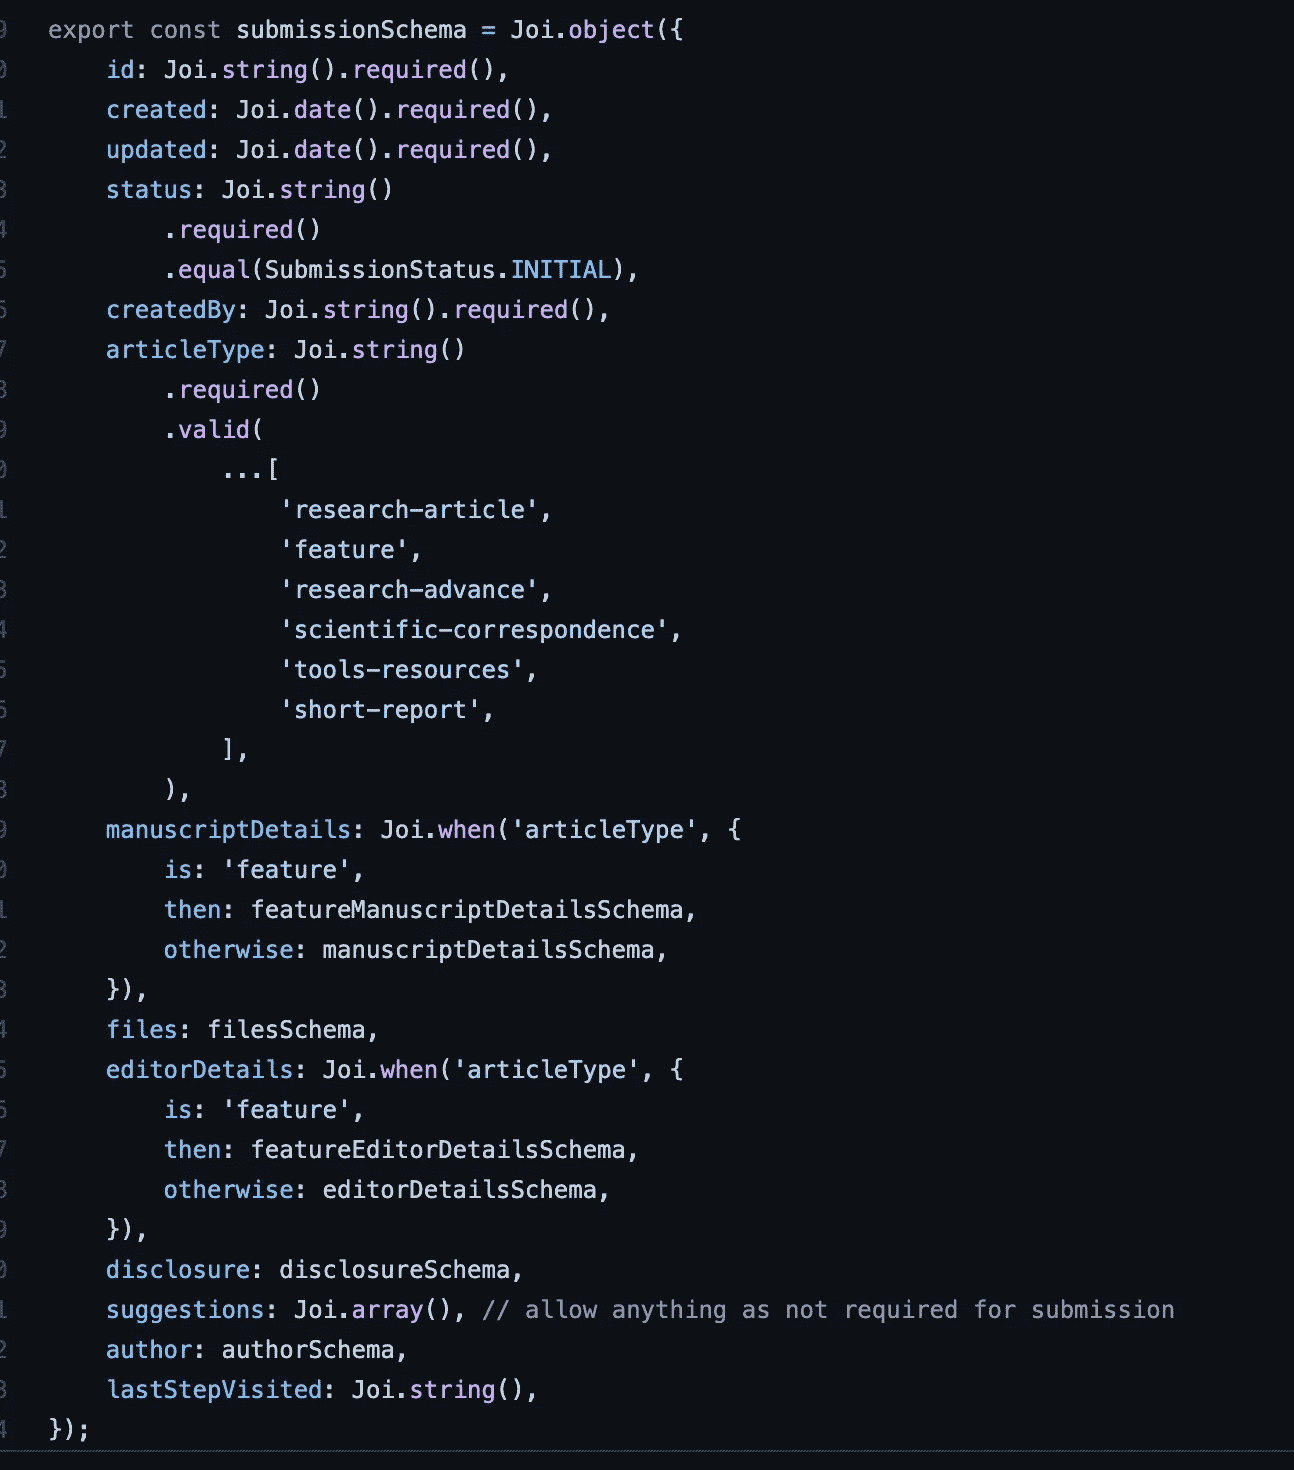 export const submissionSchema = Joi.object({
    id: Joi.string().required(),
    created: Joi.date().required(),
    updated: Joi.date().required(),
    status: Joi.string()
        .required()
        .equal(SubmissionStatus.INITIAL),
    createdBy: Joi.string().required(),
    articleType: Joi.string()
        .required()
        .valid(
            ...[
                'research-article',
                'feature',
                'research-advance',
                'scientific-correspondence',
                'tools-resources',
                'short-report',
            ],
        ),
    manuscriptDetails: Joi.when('articleType', {
        is: 'feature',
        then: featureManuscriptDetailsSchema,
        otherwise: manuscriptDetailsSchema,
    }),
    files: filesSchema,
    editorDetails: Joi.when('articleType', {
        is: 'feature',
        then: featureEditorDetailsSchema,
        otherwise: editorDetailsSchema,
    }),
    disclosure: disclosureSchema,
    suggestions: Joi.array(), // allow anything as not required for submission
    author: authorSchema,
    lastStepVisited: Joi.string(),
});